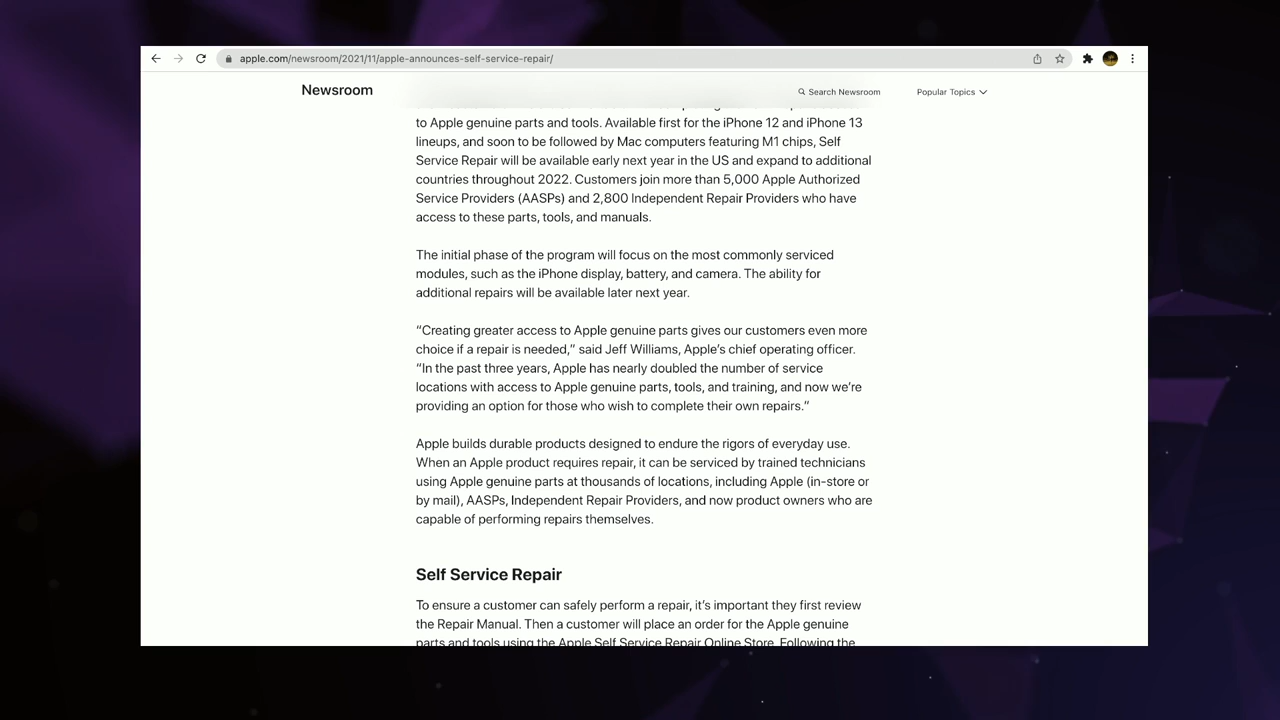 apple.com/newsroom/2021/11/apple-announces-self-service-repair/
Newsroom
Search Newsroom
Popular Topics
to Apple genuine parts and tools. Available first for the iPhone 12 and iPhone 13
lineups, and soon to be followed by Mac computers featuring M1 chips, Self
Service Repair will be available early next year in the US and expand to additional
countries throughout 2022. Customers join more than 5,000 Apple Authorized
Service Providers (AASPs) and 2,800 Independent Repair Providers who have
access to these parts, tools, and manuals.
The initial phase of the program will focus on the most commonly serviced
modules, such as the iPhone display, battery, and camera. The ability for
additional repairs will be available later next year.
“Creating greater access to Apple genuine parts gives our customers even more
choice if a repair is needed,” said Jeff Williams, Apple’s chief operating officer.
“In the past three years, Apple has nearly doubled the number of service
locations with access to Apple genuine parts, tools, and training, and now we’re
providing an option for those who wish to complete their own repairs.”
Apple builds durable products designed to endure the rigors of everyday use.
When an Apple product requires repair, it can be serviced by trained technicians
using Apple genuine parts at thousands of locations, including Apple (in-store or
by mail), AASPs, Independent Repair Providers, and now product owners who are
capable of performing repairs themselves.
Self Service Repair
To ensure a customer can safely perform a repair, it’s important they first review
the Repair Manual. Then a customer will place an order for the Apple genuine
parts and tools using the Apple Self Service Repair Online Store. Following the